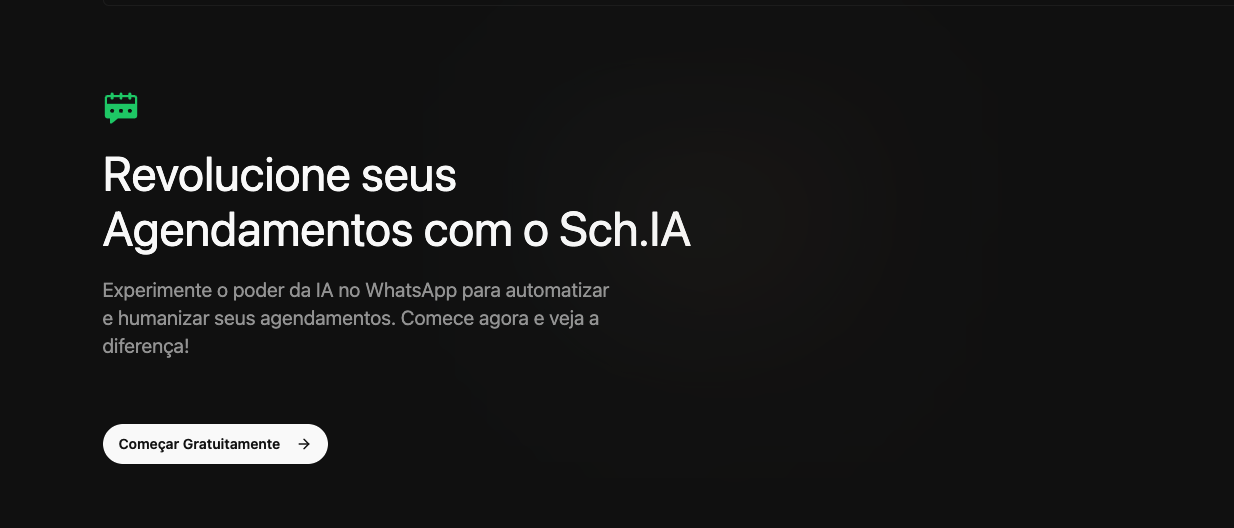 Revolucione seus
Agendamentos com o Sch.IA
Experimente o poder da IA no WhatsApp para automatizar
e humanizar seus agendamentos. Comece agora e veja a
diferença!
Começar Gratuitamente